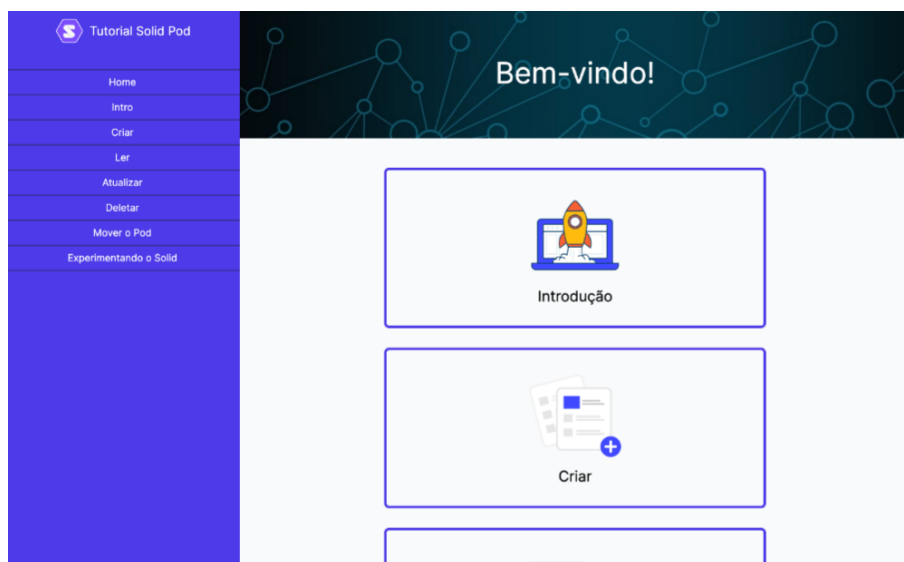 Tutorial Solid Pod
Home
Intro
Criar
Ler
Atualizar
Deletar
Mover o Pod
Experimentando o Solid
Bem-vindo!
Introdução
Criar